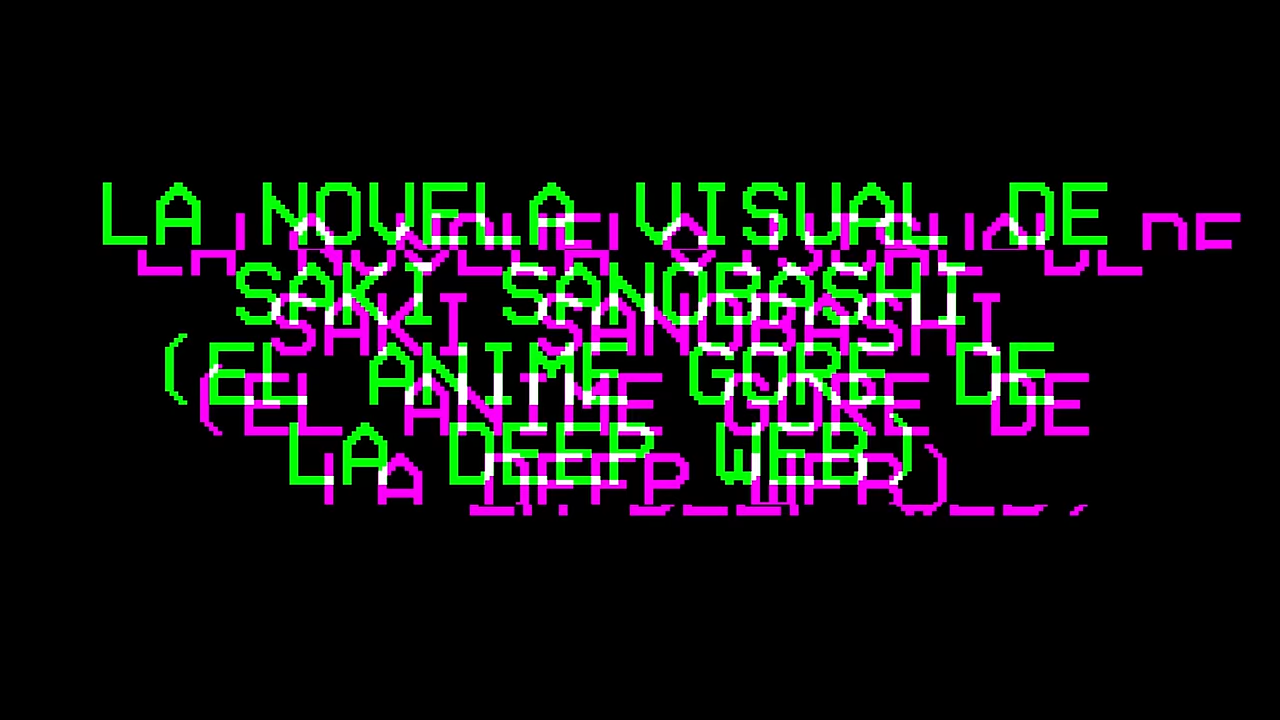 LA NOVELA VISUAL DE
SAKI SANOBASHI
(EL ANIME GORE DE
LA DEEP WEB)